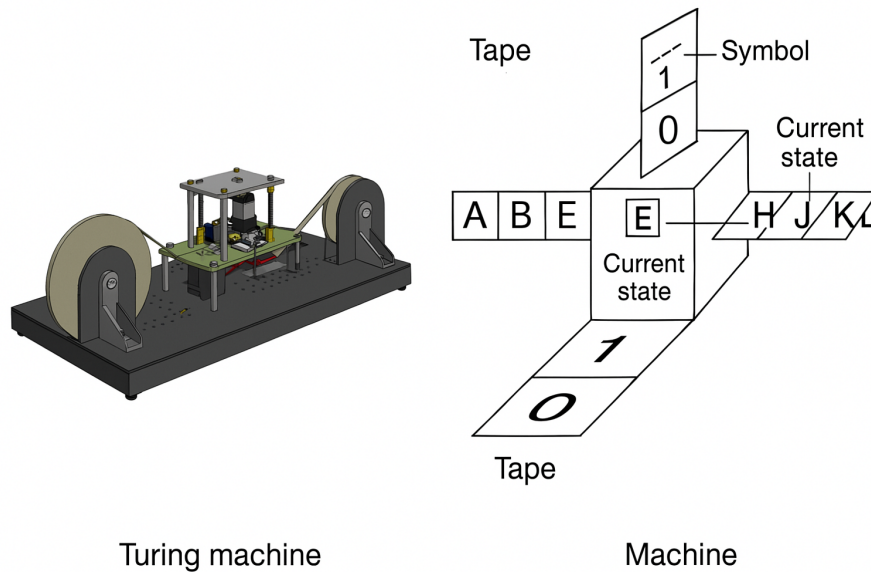 Tape
Symbol
1
0
Current
state
A B E
E
H J K L
Current
state
1
0
Tape
Turing machine
Machine